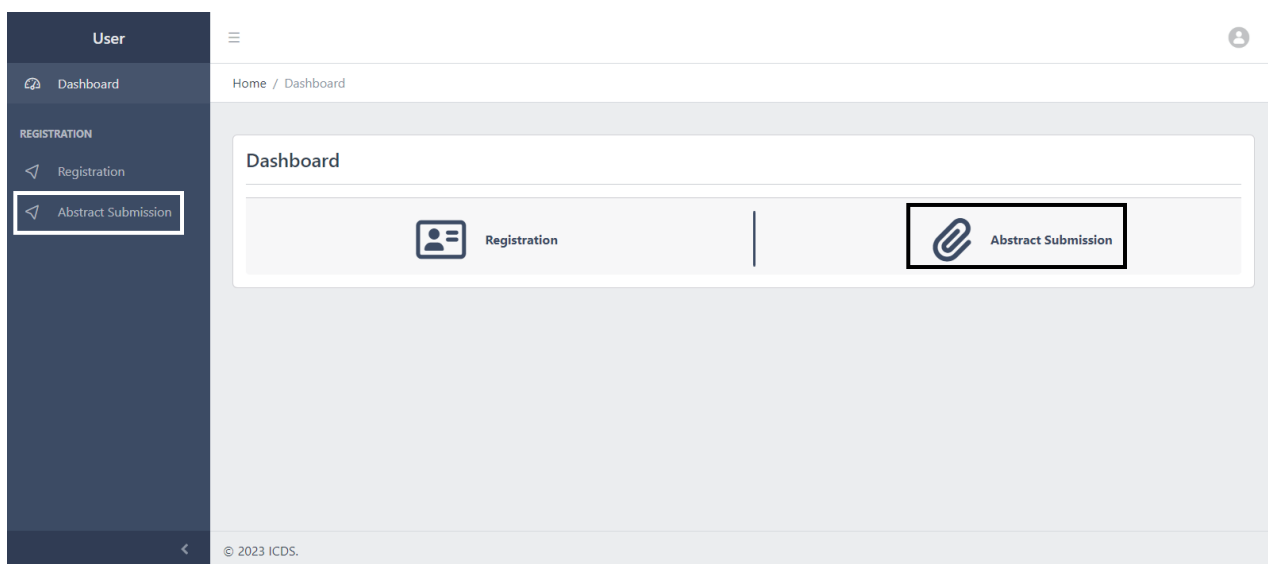 User
Dashboard
REGISTRATION
Registration
Abstract Submission
Home / Dashboard
Dashboard
Registration
Abstract Submission
© 2023 ICDS.